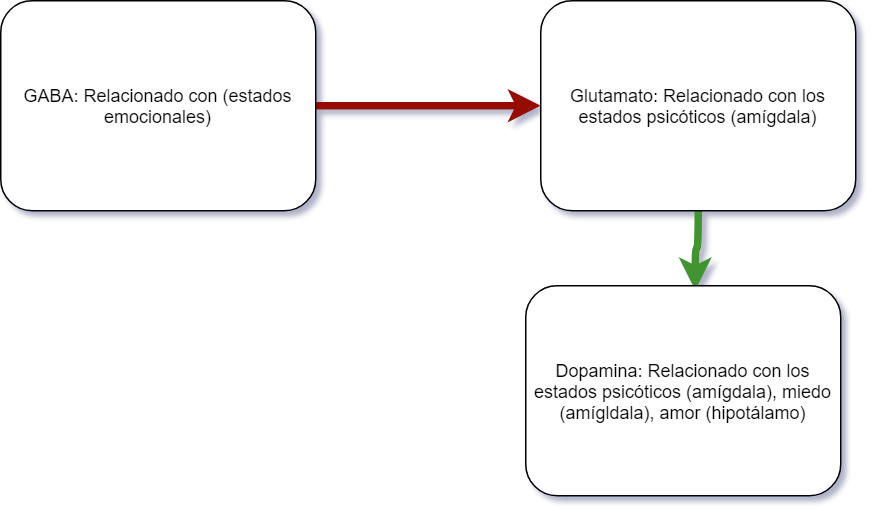 GABA: Relacionado con (estados
emocionales)
Glutamato: Relacionado con los
estados psicóticos (amígdala)
Dopamina: Relacionado con los
estados psicóticos (amígdala), miedo
(amígldala), amor (hipotálamo)